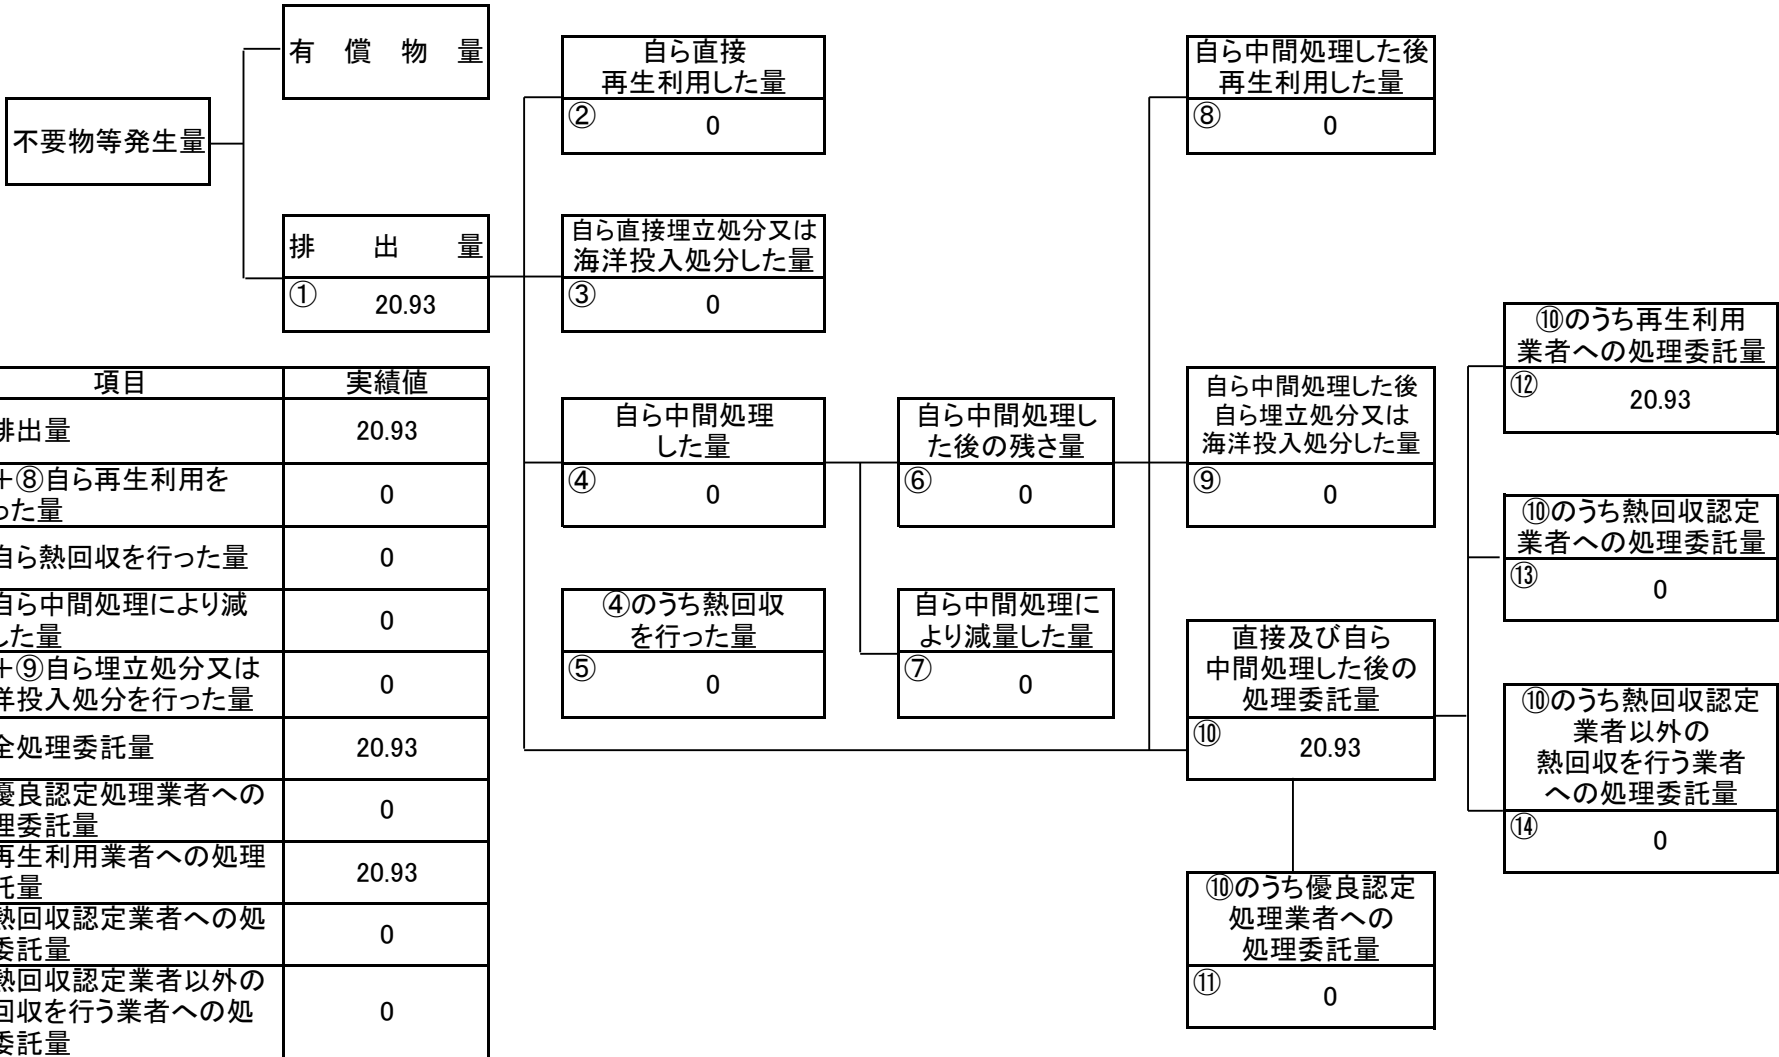 不要物等発生量
有償物量
排出量
① 20.93
自ら直接
再生利用した量
② 0
自ら直接埋立処分又は
海洋投入処分した量
③ 0
自ら中間処理
した量
④ 0
④のうち熱回収
を行った量
⑤ 0
自ら中間処理し
た後の残さ量
⑥ 0
自ら中間処理に
より減量した量
⑦ 0
自ら中間処理した後
再生利用した量
⑧ 0
自ら中間処理した後
自ら埋立処分又は
海洋投入処分した量
⑨ 0
直接及び自ら
中間処理した後の
処理委託量
⑩ 20.93
⑩のうち優良認定
処理業者への
処理委託量
⑪ 0
⑩のうち再生利用
業者への処理委託量
⑫ 20.93
⑩のうち熱回収認定
業者への処理委託量
⑬ 0
⑩のうち熱回収認定
業者以外の
熱回収を行う業者
への処理委託量
⑭ 0
項目 実績値
排出量 20.93
+⑧自ら再生利用を
った量 0
自ら熱回収を行った量 0
自ら中間処理により減
した量 0
+⑨自ら埋立処分又は
洋投入処分を行った量 0
全処理委託量 20.93
優良認定処理業者への
理委託量 0
再生利用業者への処理
託量 20.93
熱回収認定業者への処
委託量 0
熱回収認定業者以外の
回収を行う業者への処
委託量 0